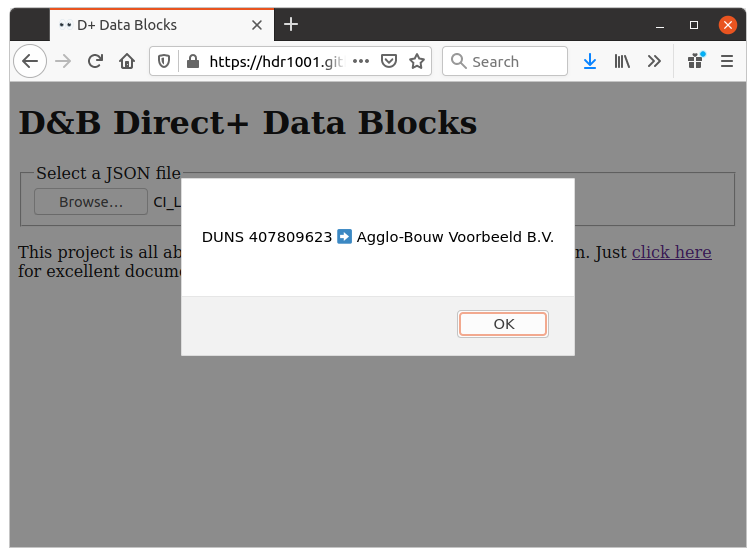 D+ Data Blocks
https://hdr1001.git
Search
D&B Direct+ Data Blocks
Select a JSON file
Browse... CI_L
DUNS 407809623 ➡ Agglo-Bouw Voorbeeld B.V.
This project is all ab n. Just click here
for excellent docume
OK